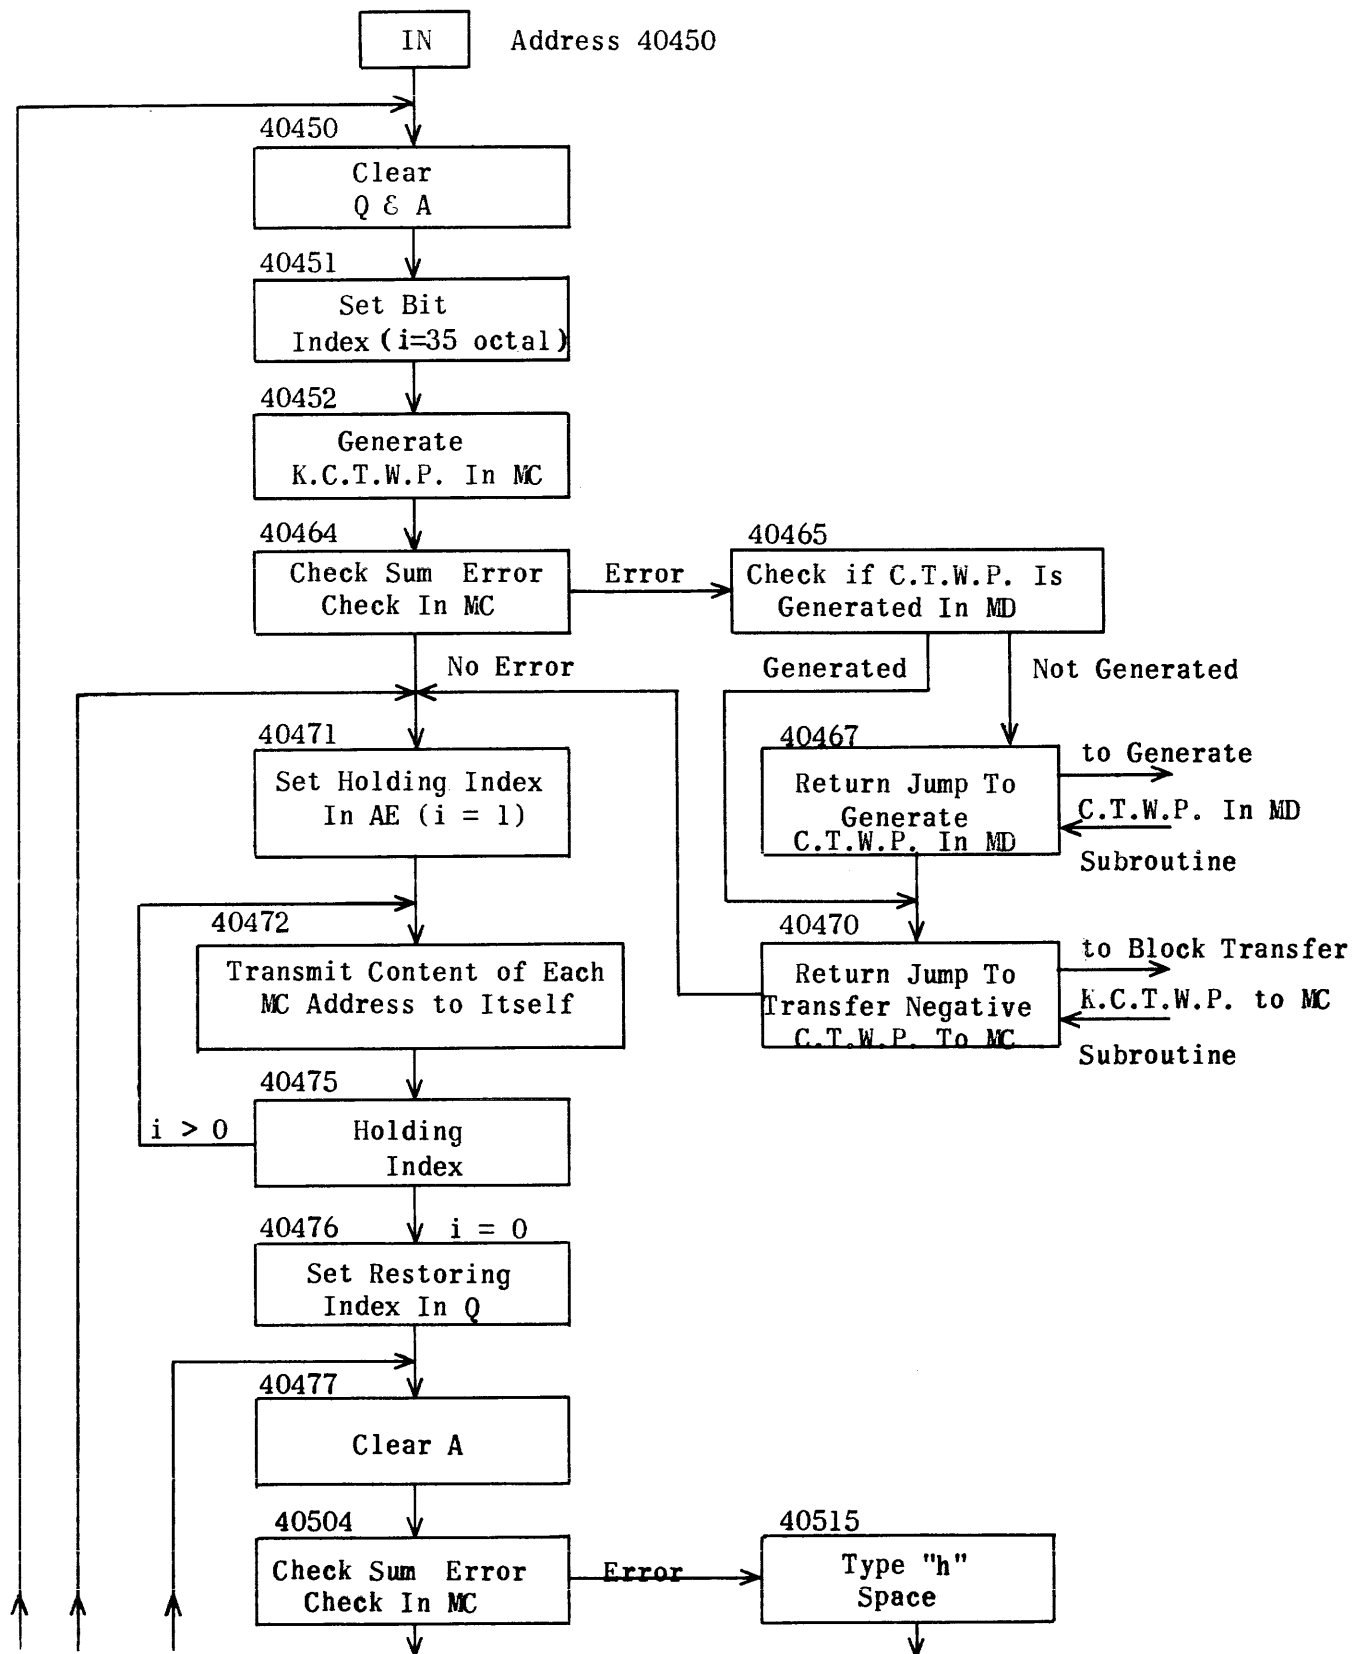 IN
Address 40450
40450
Clear
Q & A
40451
Set Bit
Index (i=35 octal)
40452
Generate
K.C.T.W.P. In MC
40464
Check Sum Error
Check In MC
Error
40465
Check if C.T.W.P. Is
Generated In MD
No Error
Generated
Not Generated
40471
Set Holding Index
In AE (i = 1)
40467
Return Jump To
Generate
C.T.W.P. In MD
to Generate
C.T.W.P. In MD
Subroutine
40472
Transmit Content of Each
MC Address to Itself
40470
Return Jump To
Transfer Negative
C.T.W.P. To MC
to Block Transfer
K.C.T.W.P. to MC
Subroutine
40475
Holding
Index
i > 0
40476
i = 0
Set Restoring
Index In Q
40477
Clear A
40504
Check Sum Error
Check In MC
Error
40515
Type "h"
Space